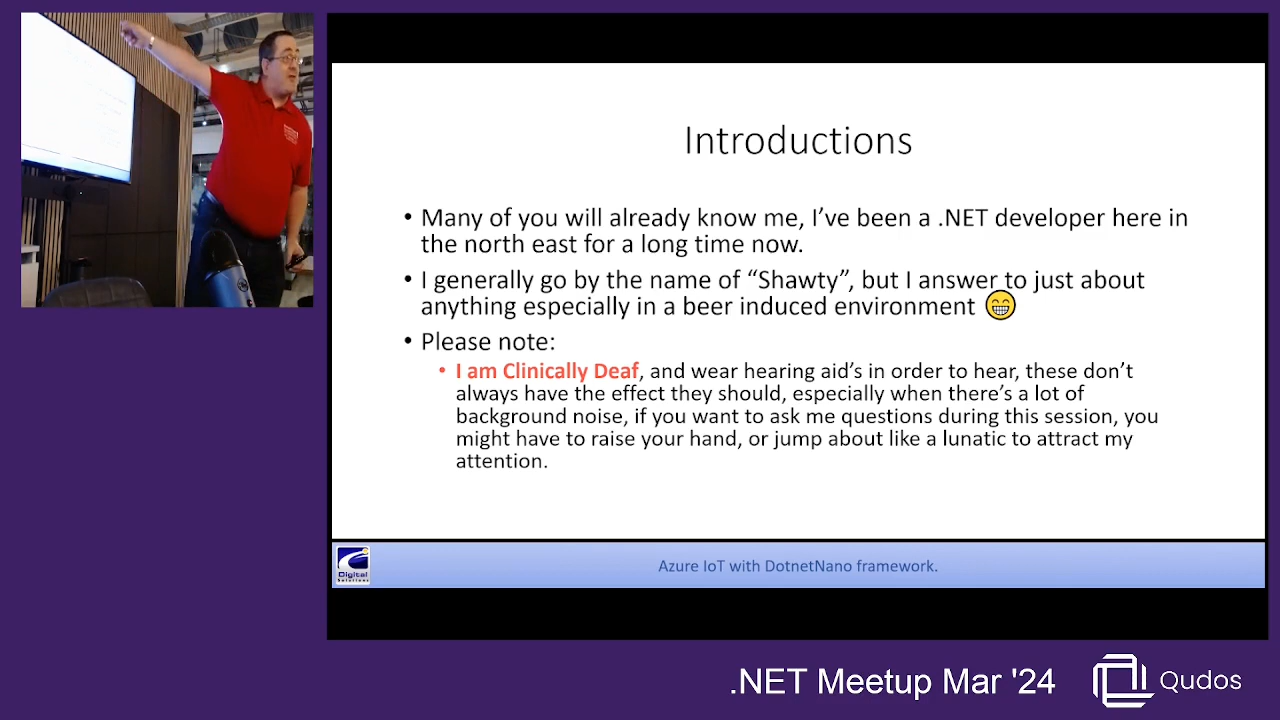 Introductions
• Many of you will already know me, I’ve been a .NET developer here in
the north east for a long time now.
• I generally go by the name of “Shawty”, but I answer to just about
anything especially in a beer induced environment 😁
• Please note:
• I am Clinically Deaf, and wear hearing aid’s in order to hear, these don’t
always have the effect they should, especially when there’s a lot of
background noise, if you want to ask me questions during this session, you
might have to raise your hand, or jump about like a lunatic to attract my
attention.
Digital
Solutions
Azure IoT with DotnetNano framework.
.NET Meetup Mar '24
Qudos